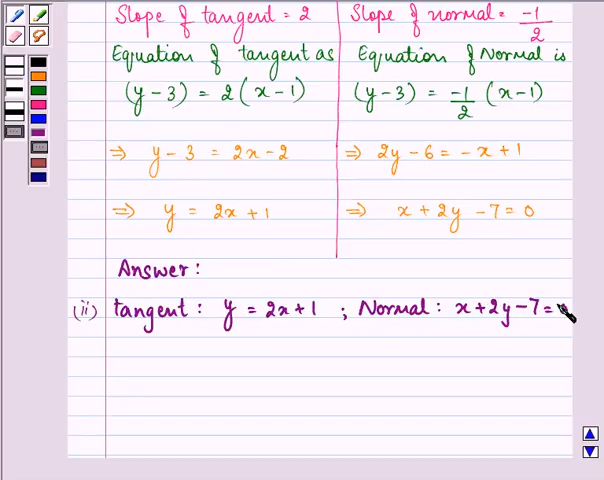 Slope of tangent = 2
Equation of tangent as
(y-3) = 2(x-1)
⇒ y-3 = 2x-2
⇒ y = 2x+1
Slope of normal = -1/2
Equation of Normal is
(y-3) = -1/2 (x-1)
⇒ 2y-6 = -x+1
⇒ x+2y-7=0
Answer:
(ii) tangent: y = 2x+1 ; Normal: x+2y-7=